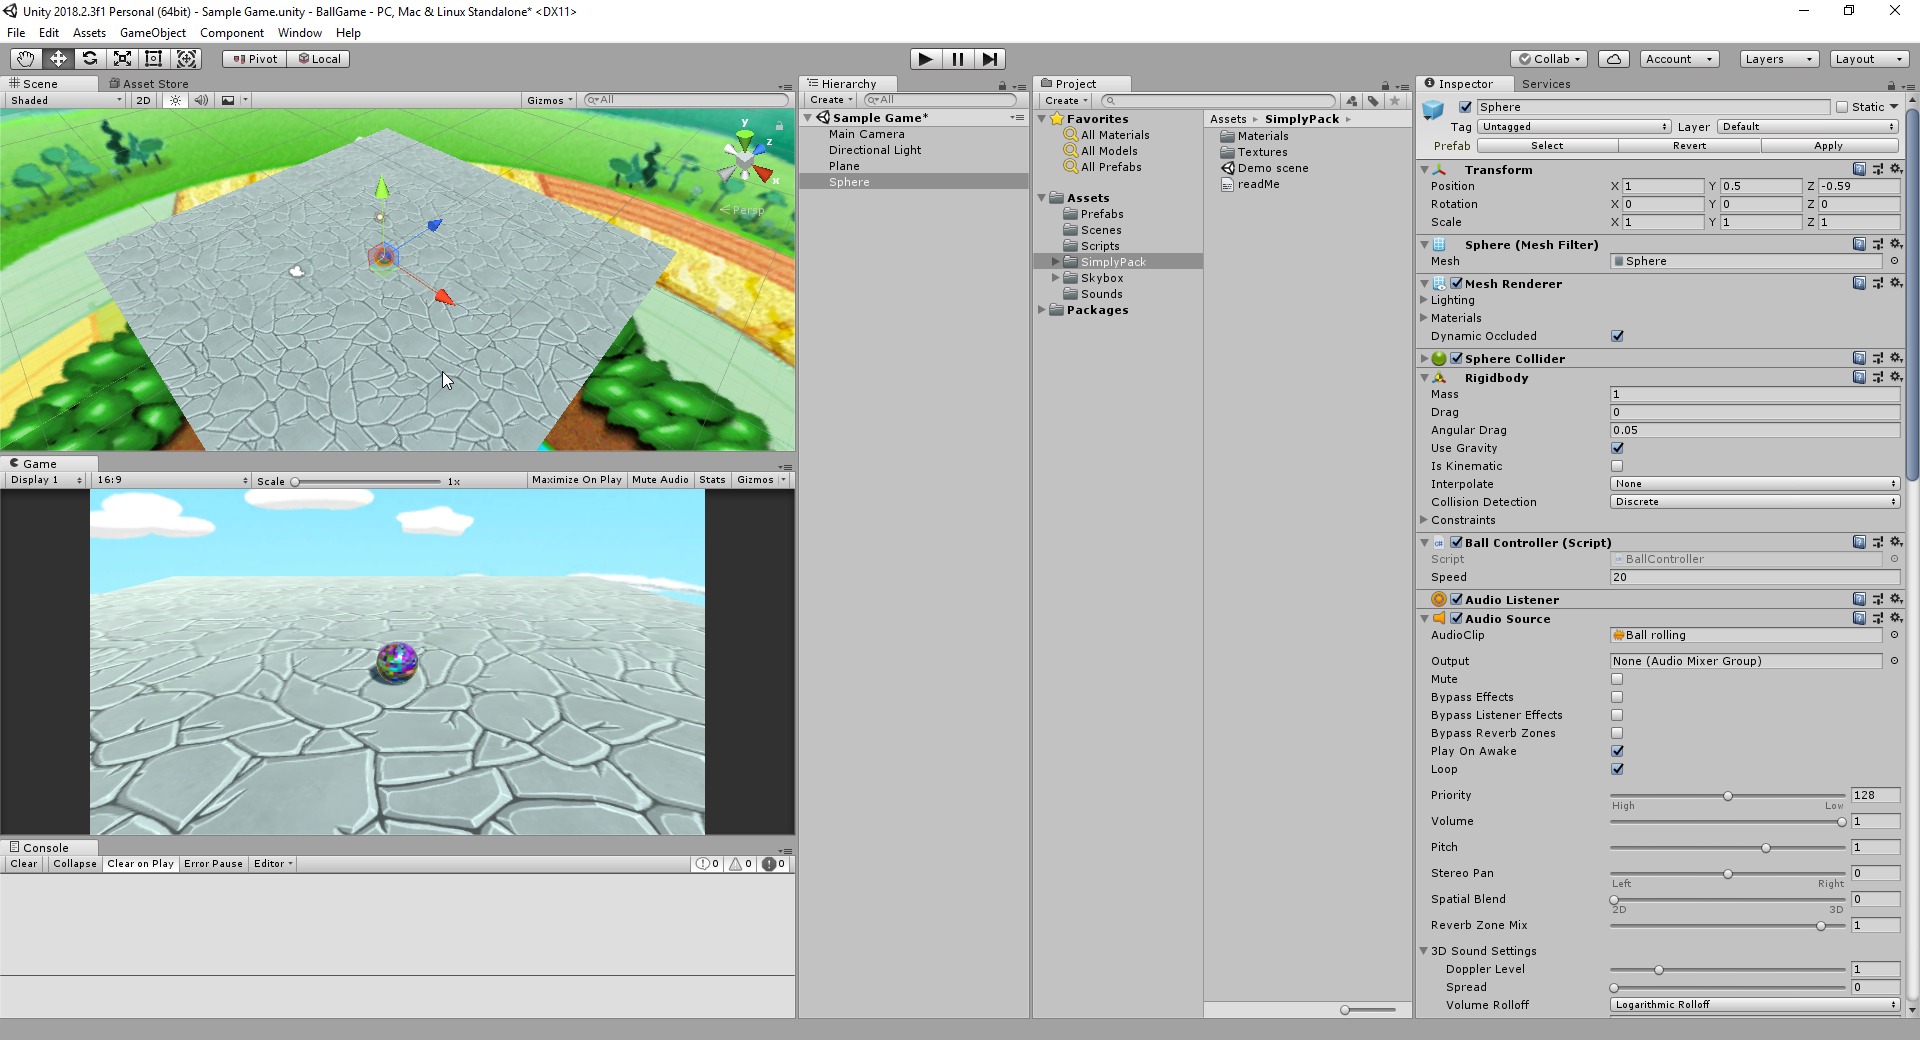 Unity 2018.2.3f1 Personal (64bit) - Sample Game.unity - BallGame - PC, Mac & Linux Standalone* <DX11>
File Edit Assets GameObject Component Window Help
Pivot Local
Collab Account Layers Layout
Scene Asset Store
Shaded 2D Gizmos All
y
z
x
Persp
Game
Display 1 16:9 Scale 1x Maximize On Play Mute Audio Stats Gizmos
Console
Clear Collapse Clear on Play Error Pause Editor 0 0 0
Hierarchy
Create All
Sample Game*
Main Camera
Directional Light
Plane
Sphere
Project
Create
Favorites
All Materials
All Models
All Prefabs
Assets
Prefabs
Scenes
Scripts
SimplyPack
Skybox
Sounds
Packages
Assets SimplyPack
Materials
Textures
Demo scene
readMe
Inspector Services
Sphere Static
Tag Untagged Layer Default
Prefab Select Revert Apply
Transform
Position X 1 Y 0.5 Z -0.59
Rotation X 0 Y 0 Z 0
Scale X 1 Y 1 Z 1
Sphere (Mesh Filter)
Mesh Sphere
Mesh Renderer
Lighting
Materials
Dynamic Occluded
Sphere Collider
Rigidbody
Mass 1
Drag 0
Angular Drag 0.05
Use Gravity
Is Kinematic
Interpolate None
Collision Detection Discrete
Constraints
Ball Controller (Script)
Script BallController
Speed 20
Audio Listener
Audio Source
AudioClip Ball rolling
Output None (Audio Mixer Group)
Mute
Bypass Effects
Bypass Listener Effects
Bypass Reverb Zones
Play On Awake
Loop
Priority 128
High Low
Volume 1
Pitch 1
Stereo Pan 0
Left Right
Spatial Blend 0
2D 3D
Reverb Zone Mix 1
3D Sound Settings
Doppler Level 1
Spread 0
Volume Rolloff Logarithmic Rolloff